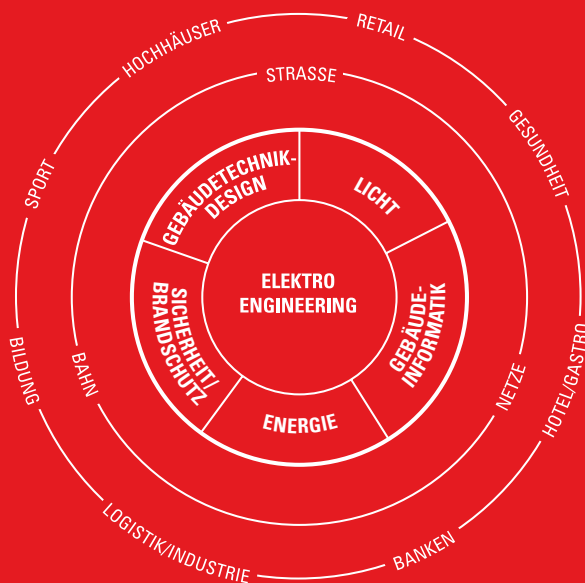 RETAIL
HOCHHÄUSER
STRASSE
GESUNDHEIT
SPORT
GEBÄUDETECHNIK-
DESIGN
LICHT
ELEKTRO
ENGINEERING
GEBÄUDE-
INFORMATIK
SICHERHEIT/
BRANDSCHUTZ
ENERGIE
BILDUNG
BAHN
NETZE
HOTEL/GASTRO
LOGISTIK/INDUSTRIE
BANKEN